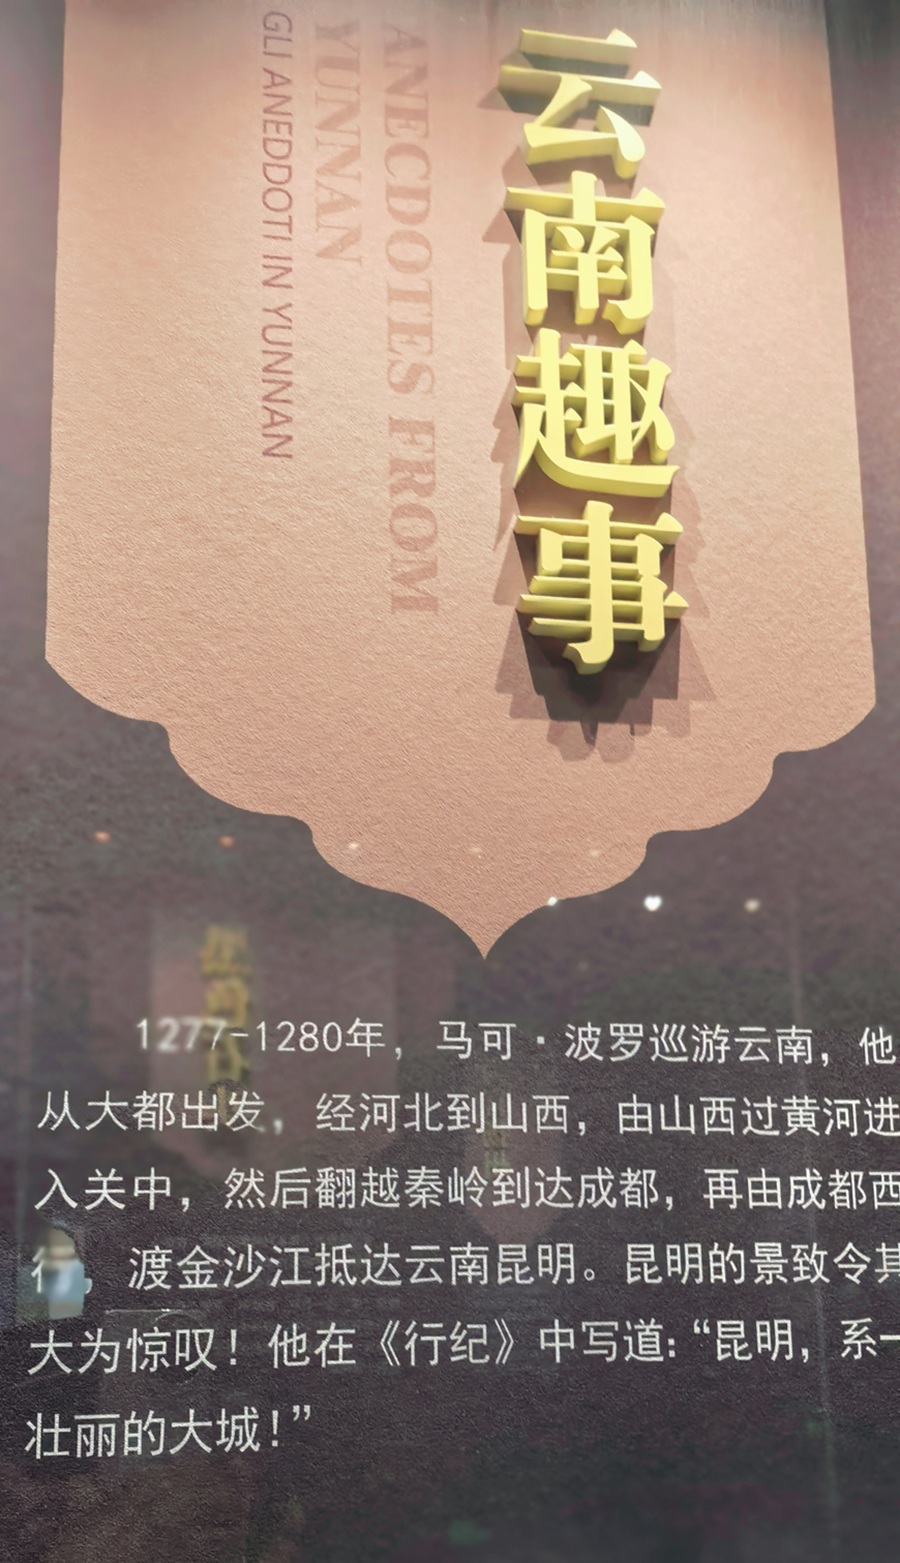 云南趣事
ANECDOTES FROM
YUNNAN
GLI ANEDDOTI IN YUNNAN
1277-1280年，马可·波罗巡游云南，他
从大都出发，经河北到山西，由山西过黄河进
入关中，然后翻越秦岭到达成都，再由成都西
渡金沙江抵达云南昆明。昆明的景致令其
大为惊叹！他在《行纪》中写道：“昆明，系一
壮丽的大城！”